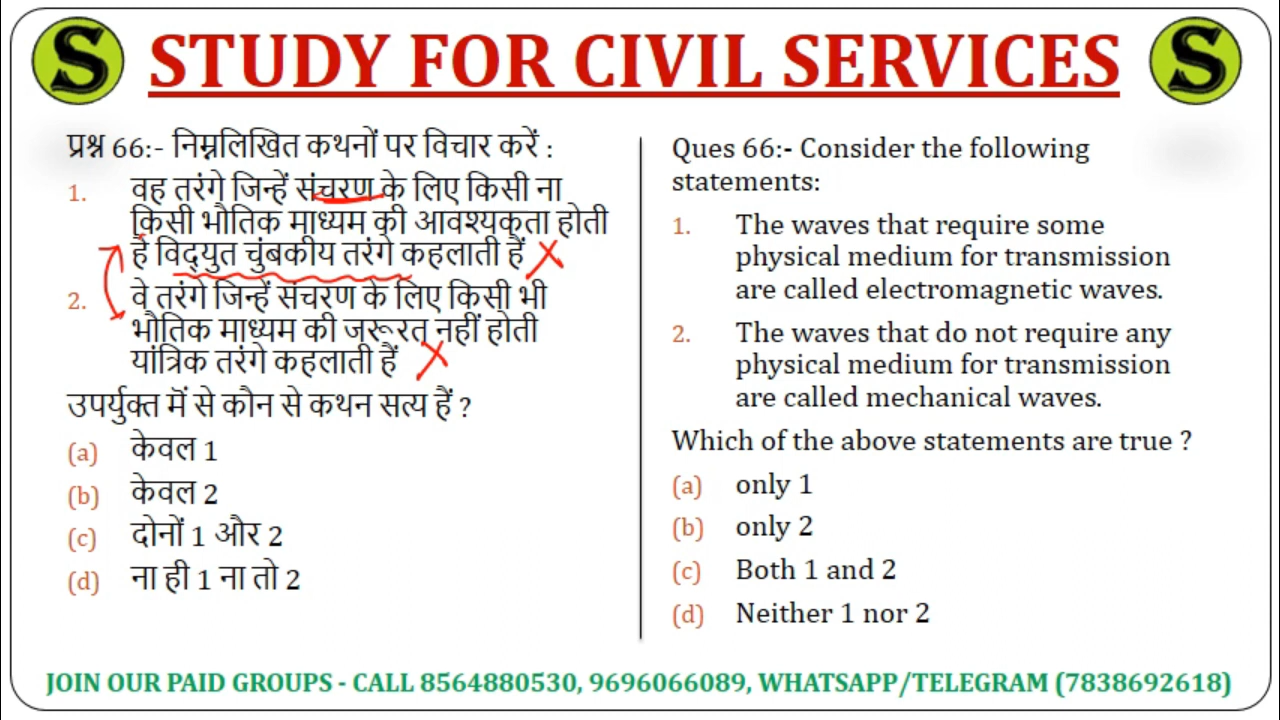 S STUDY FOR CIVIL SERVICES S
प्रश्न 66:- निम्नलिखित कथनों पर विचार करें :
1. वह तरंगे जिन्हें संचरण के लिए किसी ना
किसी भौतिक माध्यम की आवश्यकता होती
है विद्युत चुंबकीय तरंगे कहलाती हैं
2. वे तरंगे जिन्हें संचरण के लिए किसी भी
भौतिक माध्यम की जरूरत नहीं होती
यांत्रिक तरंगे कहलाती हैं
उपर्युक्त में से कौन से कथन सत्य हैं ?
(a) केवल 1
(b) केवल 2
(c) दोनों 1 और 2
(d) ना ही 1 ना तो 2
Ques 66:- Consider the following
statements:
1. The waves that require some
physical medium for transmission
are called electromagnetic waves.
2. The waves that do not require any
physical medium for transmission
are called mechanical waves.
Which of the above statements are true ?
(a) only 1
(b) only 2
(c) Both 1 and 2
(d) Neither 1 nor 2
JOIN OUR PAID GROUPS - CALL 8564880530, 9696066089, WHATSAPP/TELEGRAM (7838692618)